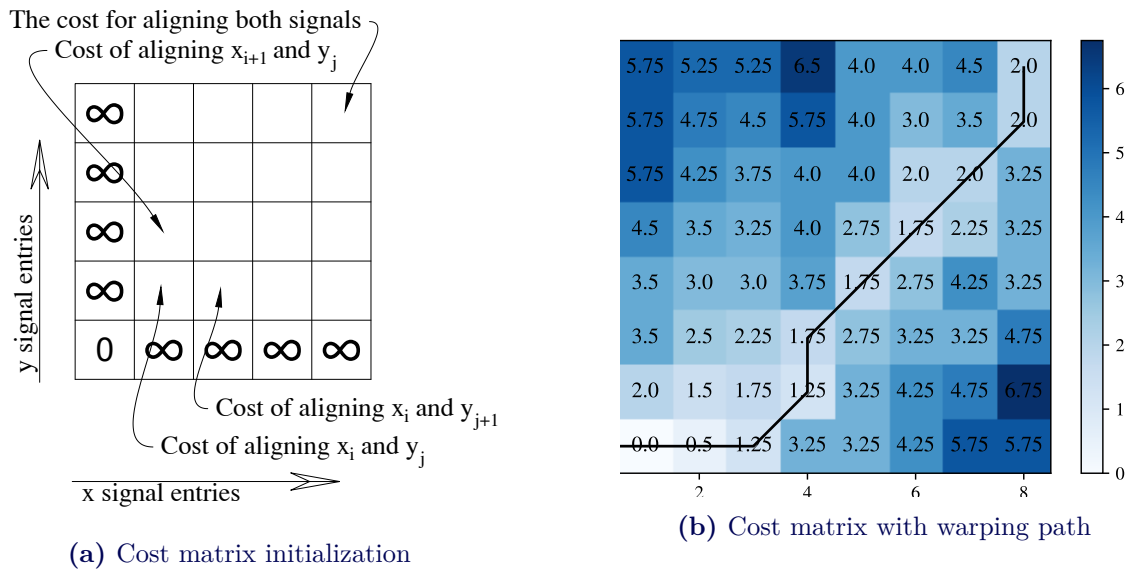 The cost for aligning both signals
Cost of aligning xi+1 and yj
∞
∞
∞
∞
0 ∞ ∞ ∞ ∞
y signal entries
Cost of aligning xi and yj+1
Cost of aligning xi and yj
x signal entries
(a) Cost matrix initialization
5.75 5.25 5.25 6.5 4.0 4.0 4.5 2.0
5.75 4.75 4.5 5.75 4.0 3.0 3.5 2.0
5.75 4.25 3.75 4.0 4.0 2.0 2.0 3.25
4.5 3.5 3.25 4.0 2.75 1.75 2.25 3.25
3.5 3.0 3.0 3.75 1.75 2.75 4.25 3.25
3.5 2.5 2.25 1.75 2.75 3.25 3.25 4.75
2.0 1.5 1.75 1.25 3.25 4.25 4.75 6.75
0.0 0.5 1.25 3.25 3.25 4.25 5.75 5.75
2 4 6 8
6
5
4
3
2
1
0
(b) Cost matrix with warping path